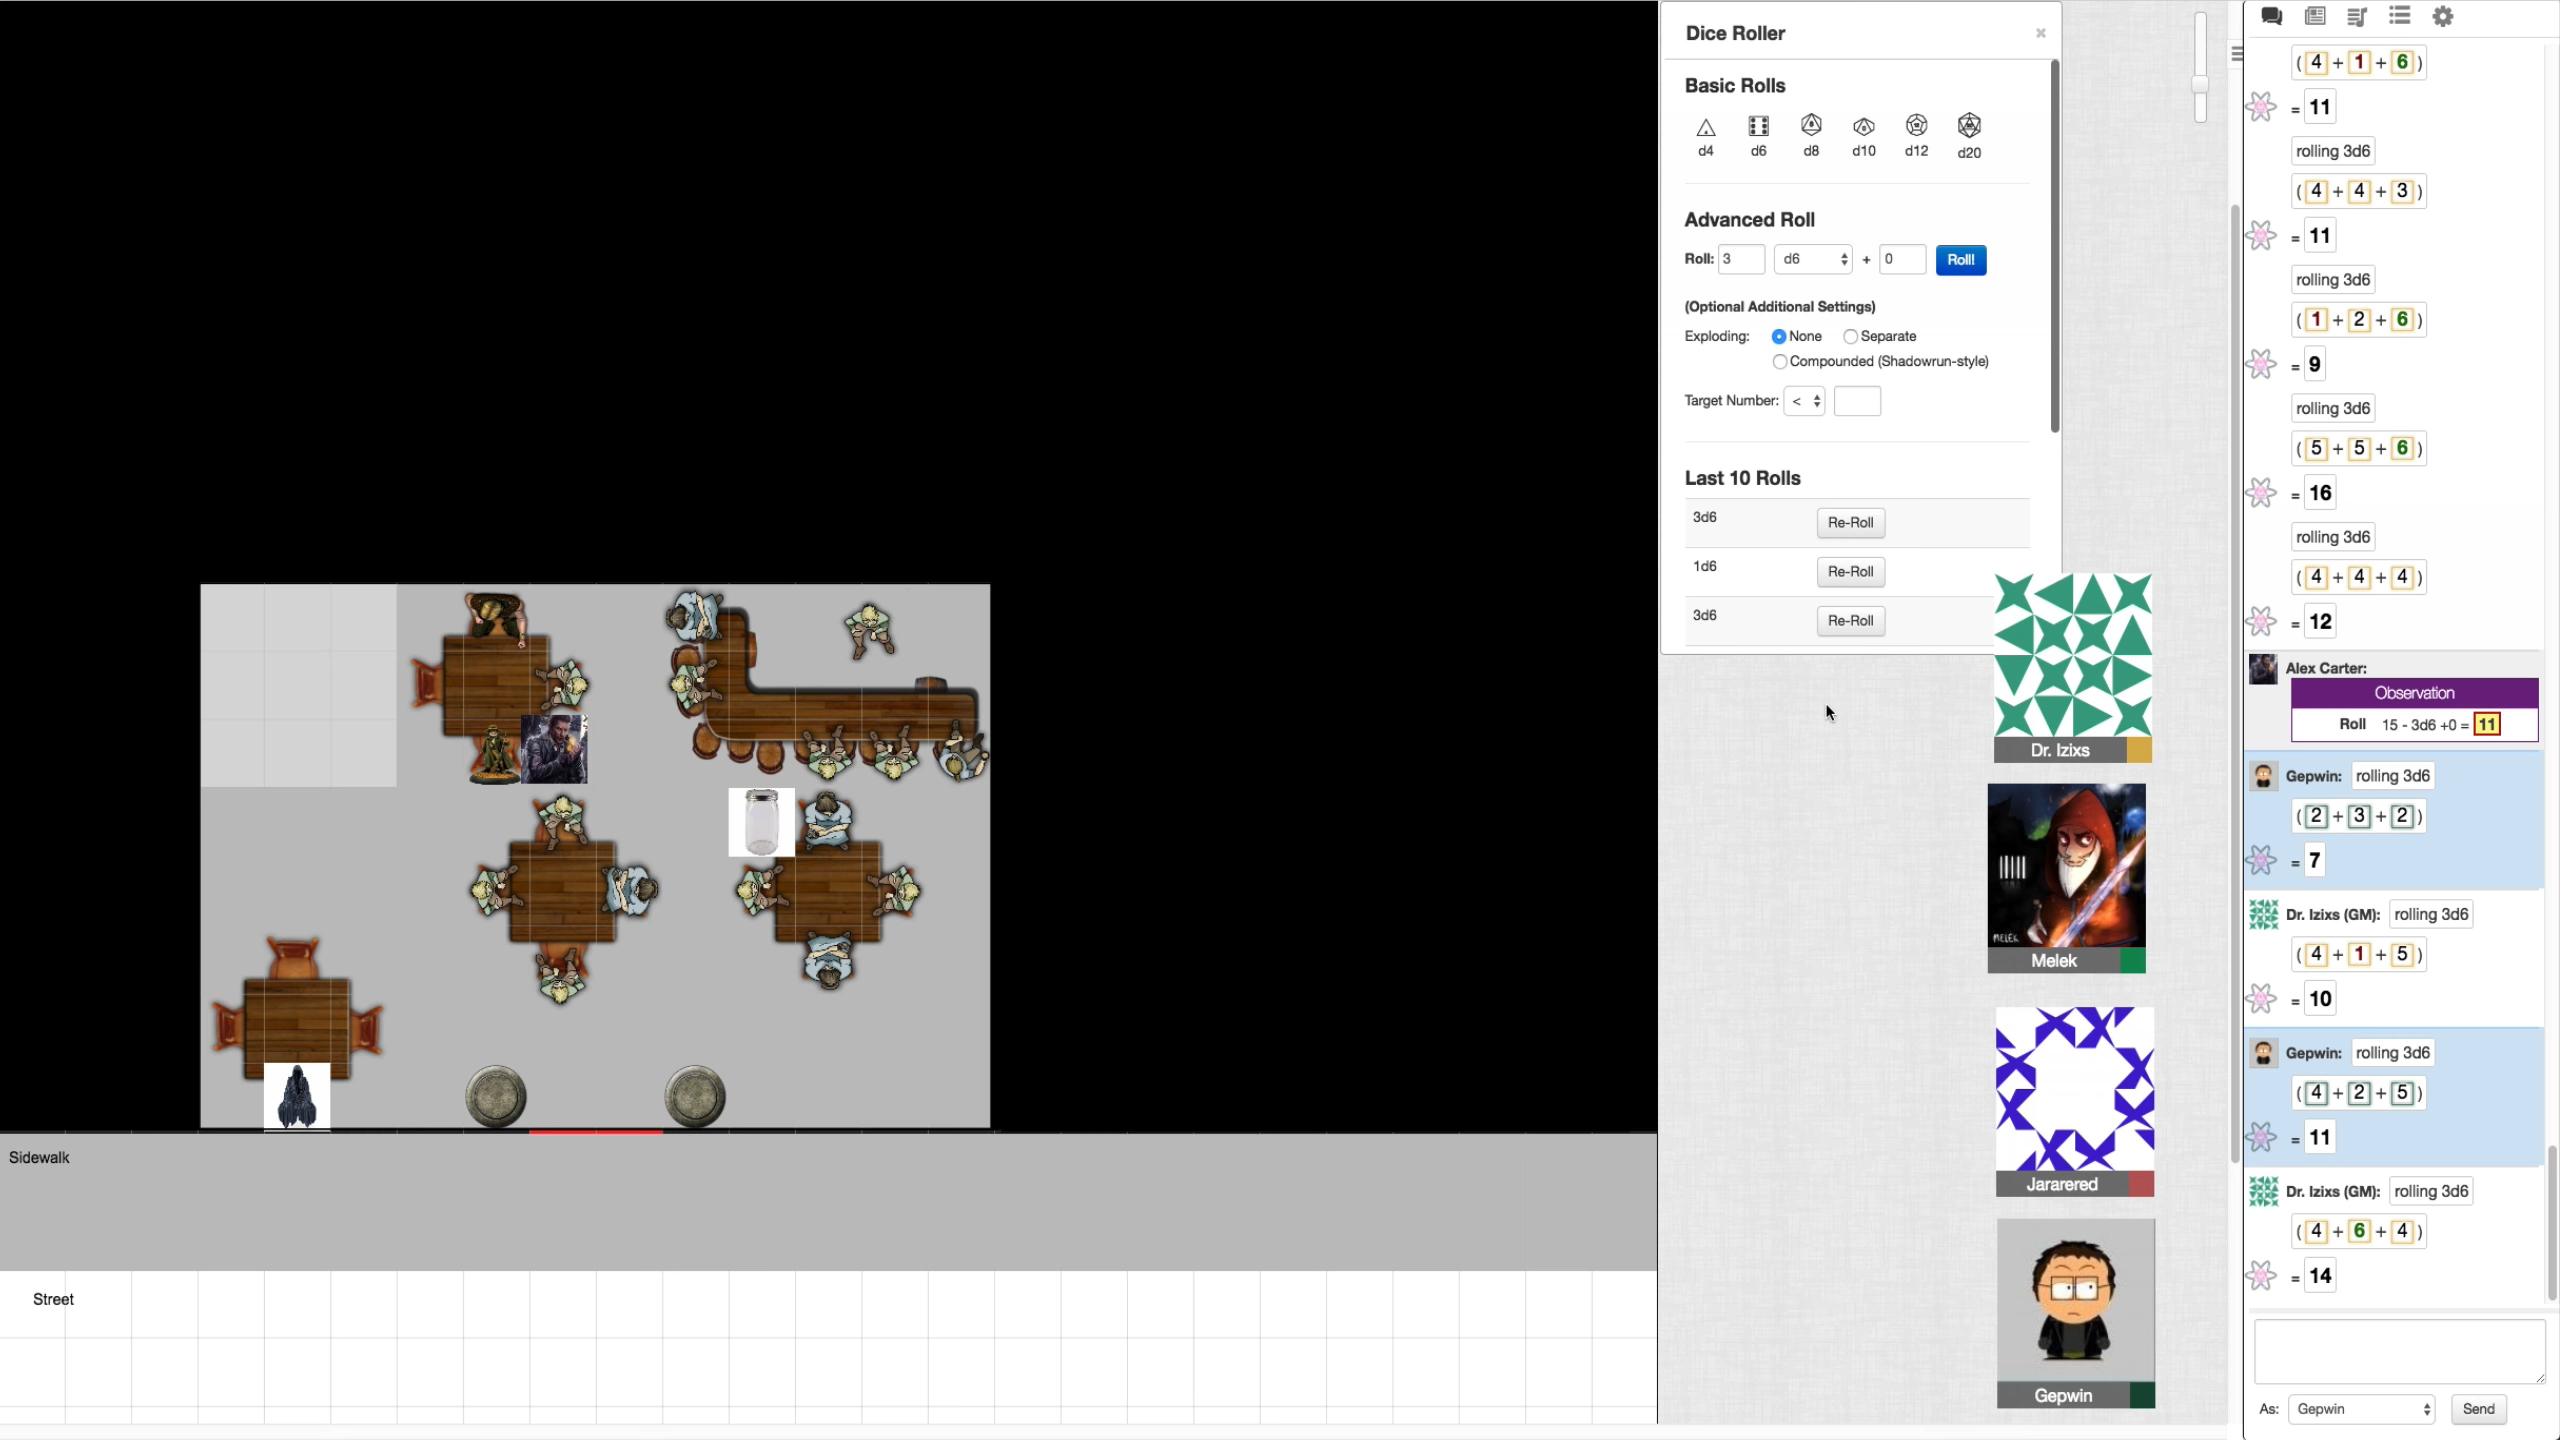 Sidewalk
Street
Dice Roller
×
Basic Rolls
d4 d6 d8 d10 d12 d20
Advanced Roll
Roll: 3 d6 + 0 Roll!
(Optional Additional Settings)
Exploding: None Separate
Compounded (Shadowrun-style)
Target Number: <
Last 10 Rolls
3d6 Re-Roll
1d6 Re-Roll
3d6 Re-Roll
Dr. Izixs
MELEK
Melek
Jararered
Gepwin
(4+1+6)
= 11
rolling 3d6
(4+4+3)
= 11
rolling 3d6
(1+2+6)
= 9
rolling 3d6
(5+5+6)
= 16
rolling 3d6
(4+4+4)
= 12
Alex Carter:
Observation
Roll 15 - 3d6 +0 = 11
Gepwin: rolling 3d6
(2+3+2)
= 7
Dr. Izixs (GM): rolling 3d6
(4+1+5)
= 10
Gepwin: rolling 3d6
(4+2+5)
= 11
Dr. Izixs (GM): rolling 3d6
(4+6+4)
= 14
As: Gepwin Send